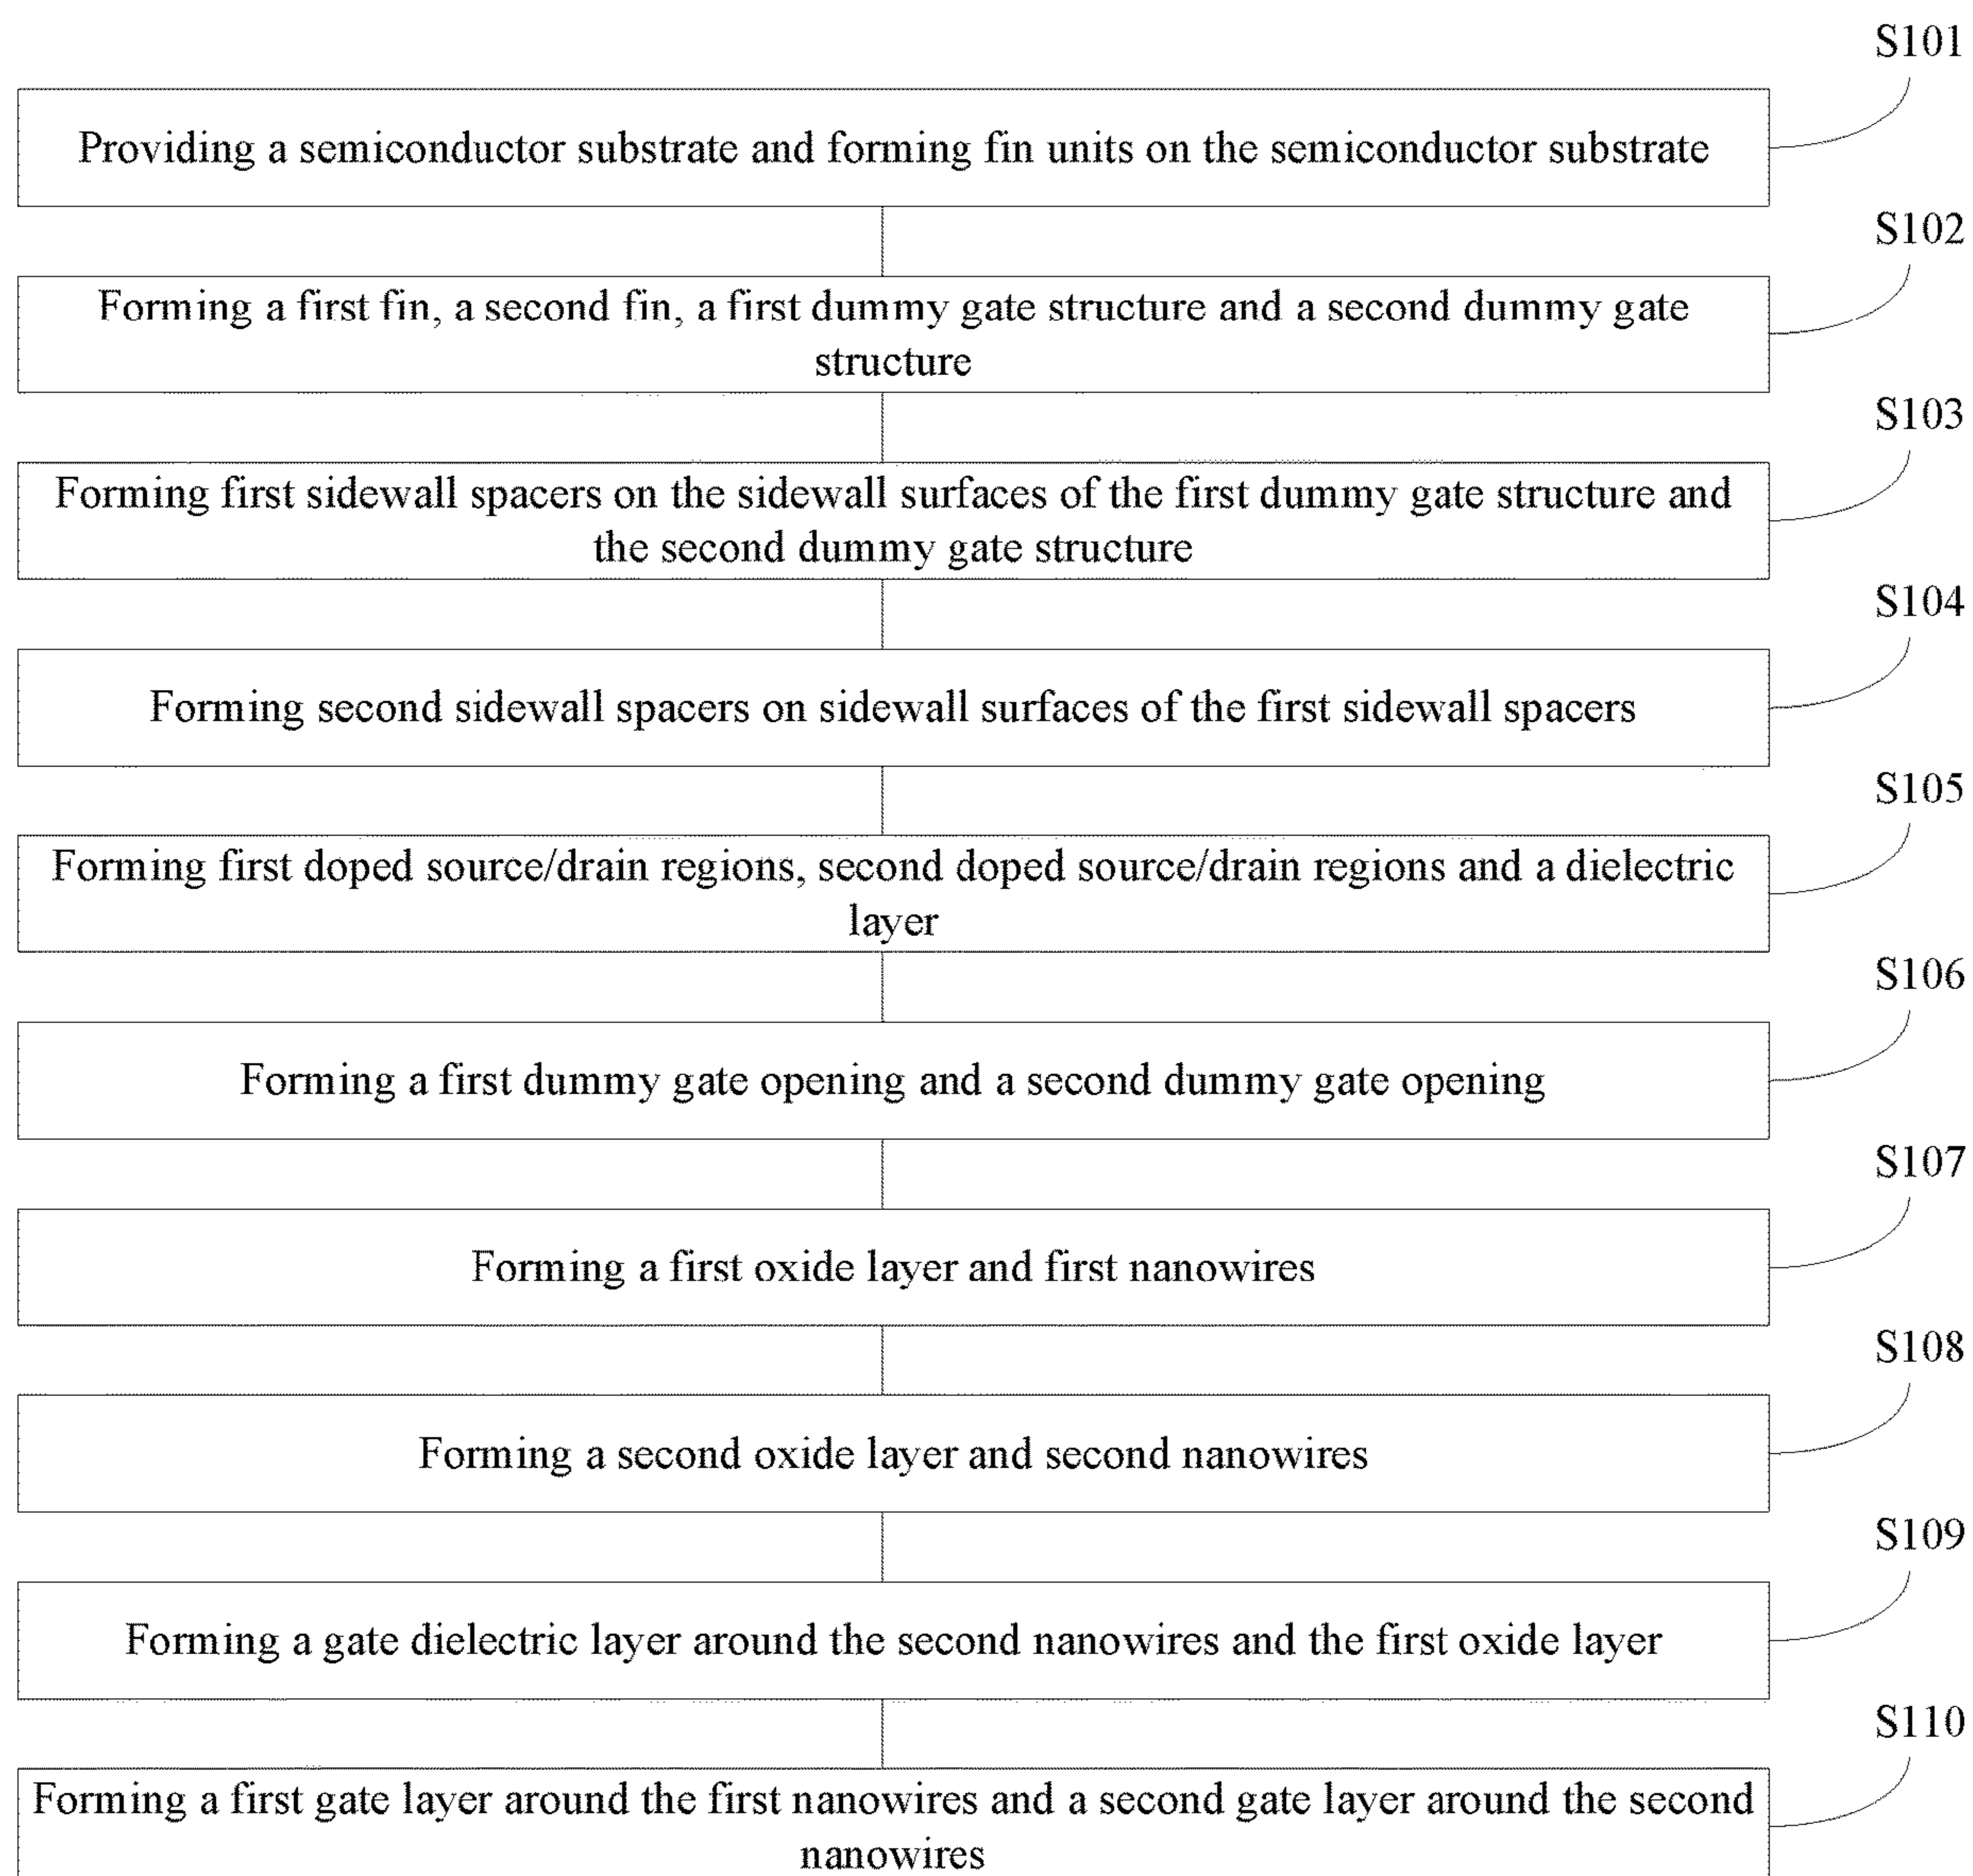 S101
Providing a semiconductor substrate and forming fin units on the semiconductor substrate
S102
Forming a first fin, a second fin, a first dummy gate structure and a second dummy gate
structure
S103
Forming first sidewall spacers on the sidewall surfaces of the first dummy gate structure and
the second dummy gate structure
S104
Forming second sidewall spacers on sidewall surfaces of the first sidewall spacers
S105
Forming first doped source/drain regions, second doped source/drain regions and a dielectric
layer
S106
Forming a first dummy gate opening and a second dummy gate opening
S107
Forming a first oxide layer and first nanowires
S108
Forming a second oxide layer and second nanowires
S109
Forming a gate dielectric layer around the second nanowires and the first oxide layer
S110
Forming a first gate layer around the first nanowires and a second gate layer around the second
nanowires